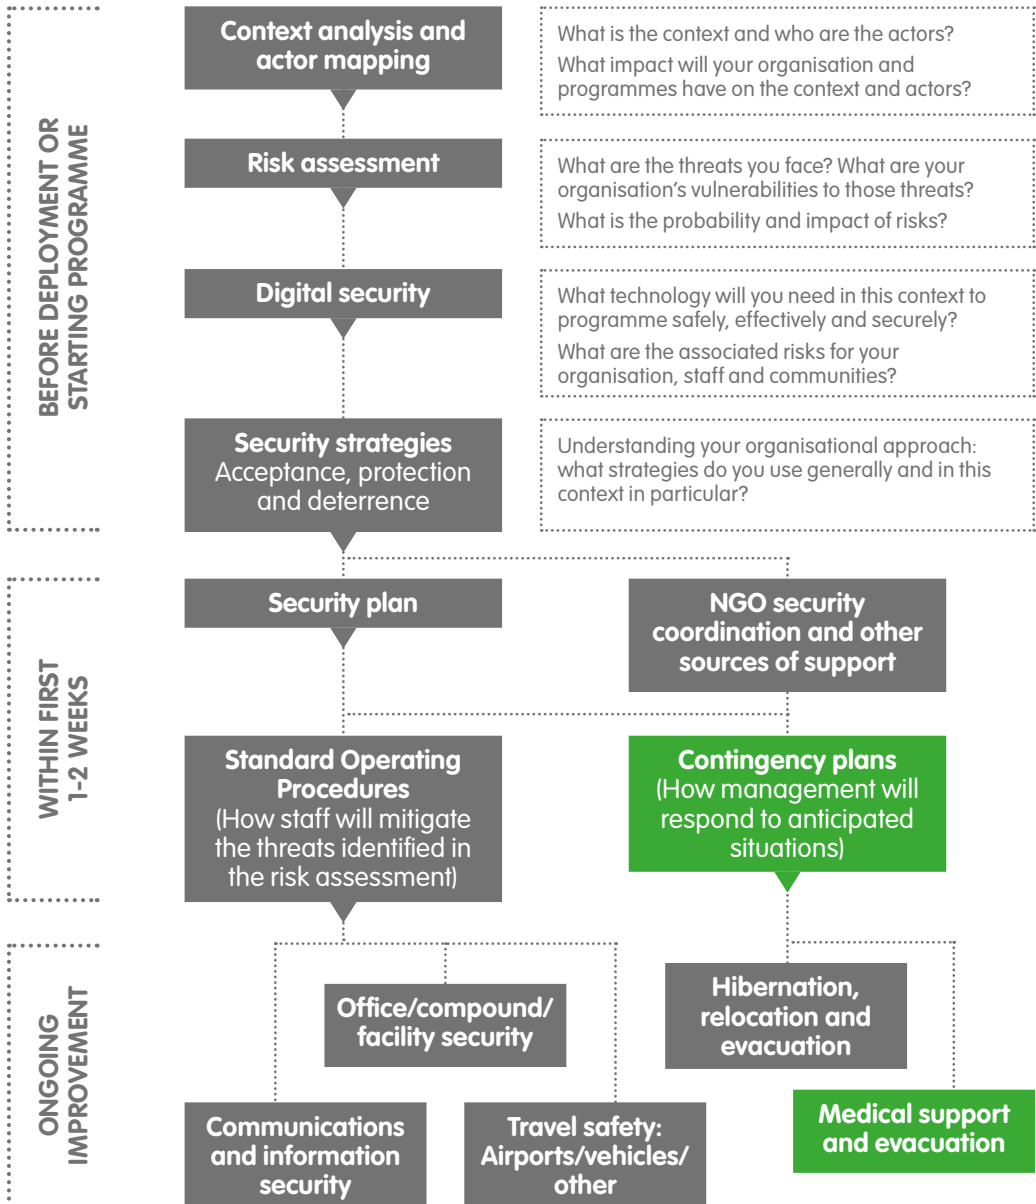 BEFORE DEPLOYMENT OR
STARTING PROGRAMME
Context analysis and
actor mapping
What is the context and who are the actors?
What impact will your organisation and
programmes have on the context and actors?
Risk assessment
What are the threats you face? What are your
organisation's vulnerabilities to those threats?
What is the probability and impact of risks?
Digital security
What technology will you need in this context to
programme safely, effectively and securely?
What are the associated risks for your
organisation, staff and communities?
Security strategies
Acceptance, protection
and deterrence
Understanding your organisational approach:
what strategies do you use generally and in this
context in particular?
WITHIN FIRST
1-2 WEEKS
Security plan
NGO security
coordination and other
sources of support
Standard Operating
Procedures
(How staff will mitigate
the threats identified in
the risk assessment)
Contingency plans
(How management will
respond to anticipated
situations)
ONGOING
IMPROVEMENT
Office/compound/
facility security
Hibernation,
relocation and
evacuation
Communications
and information
security
Travel safety:
Airports/vehicles/
other
Medical support
and evacuation